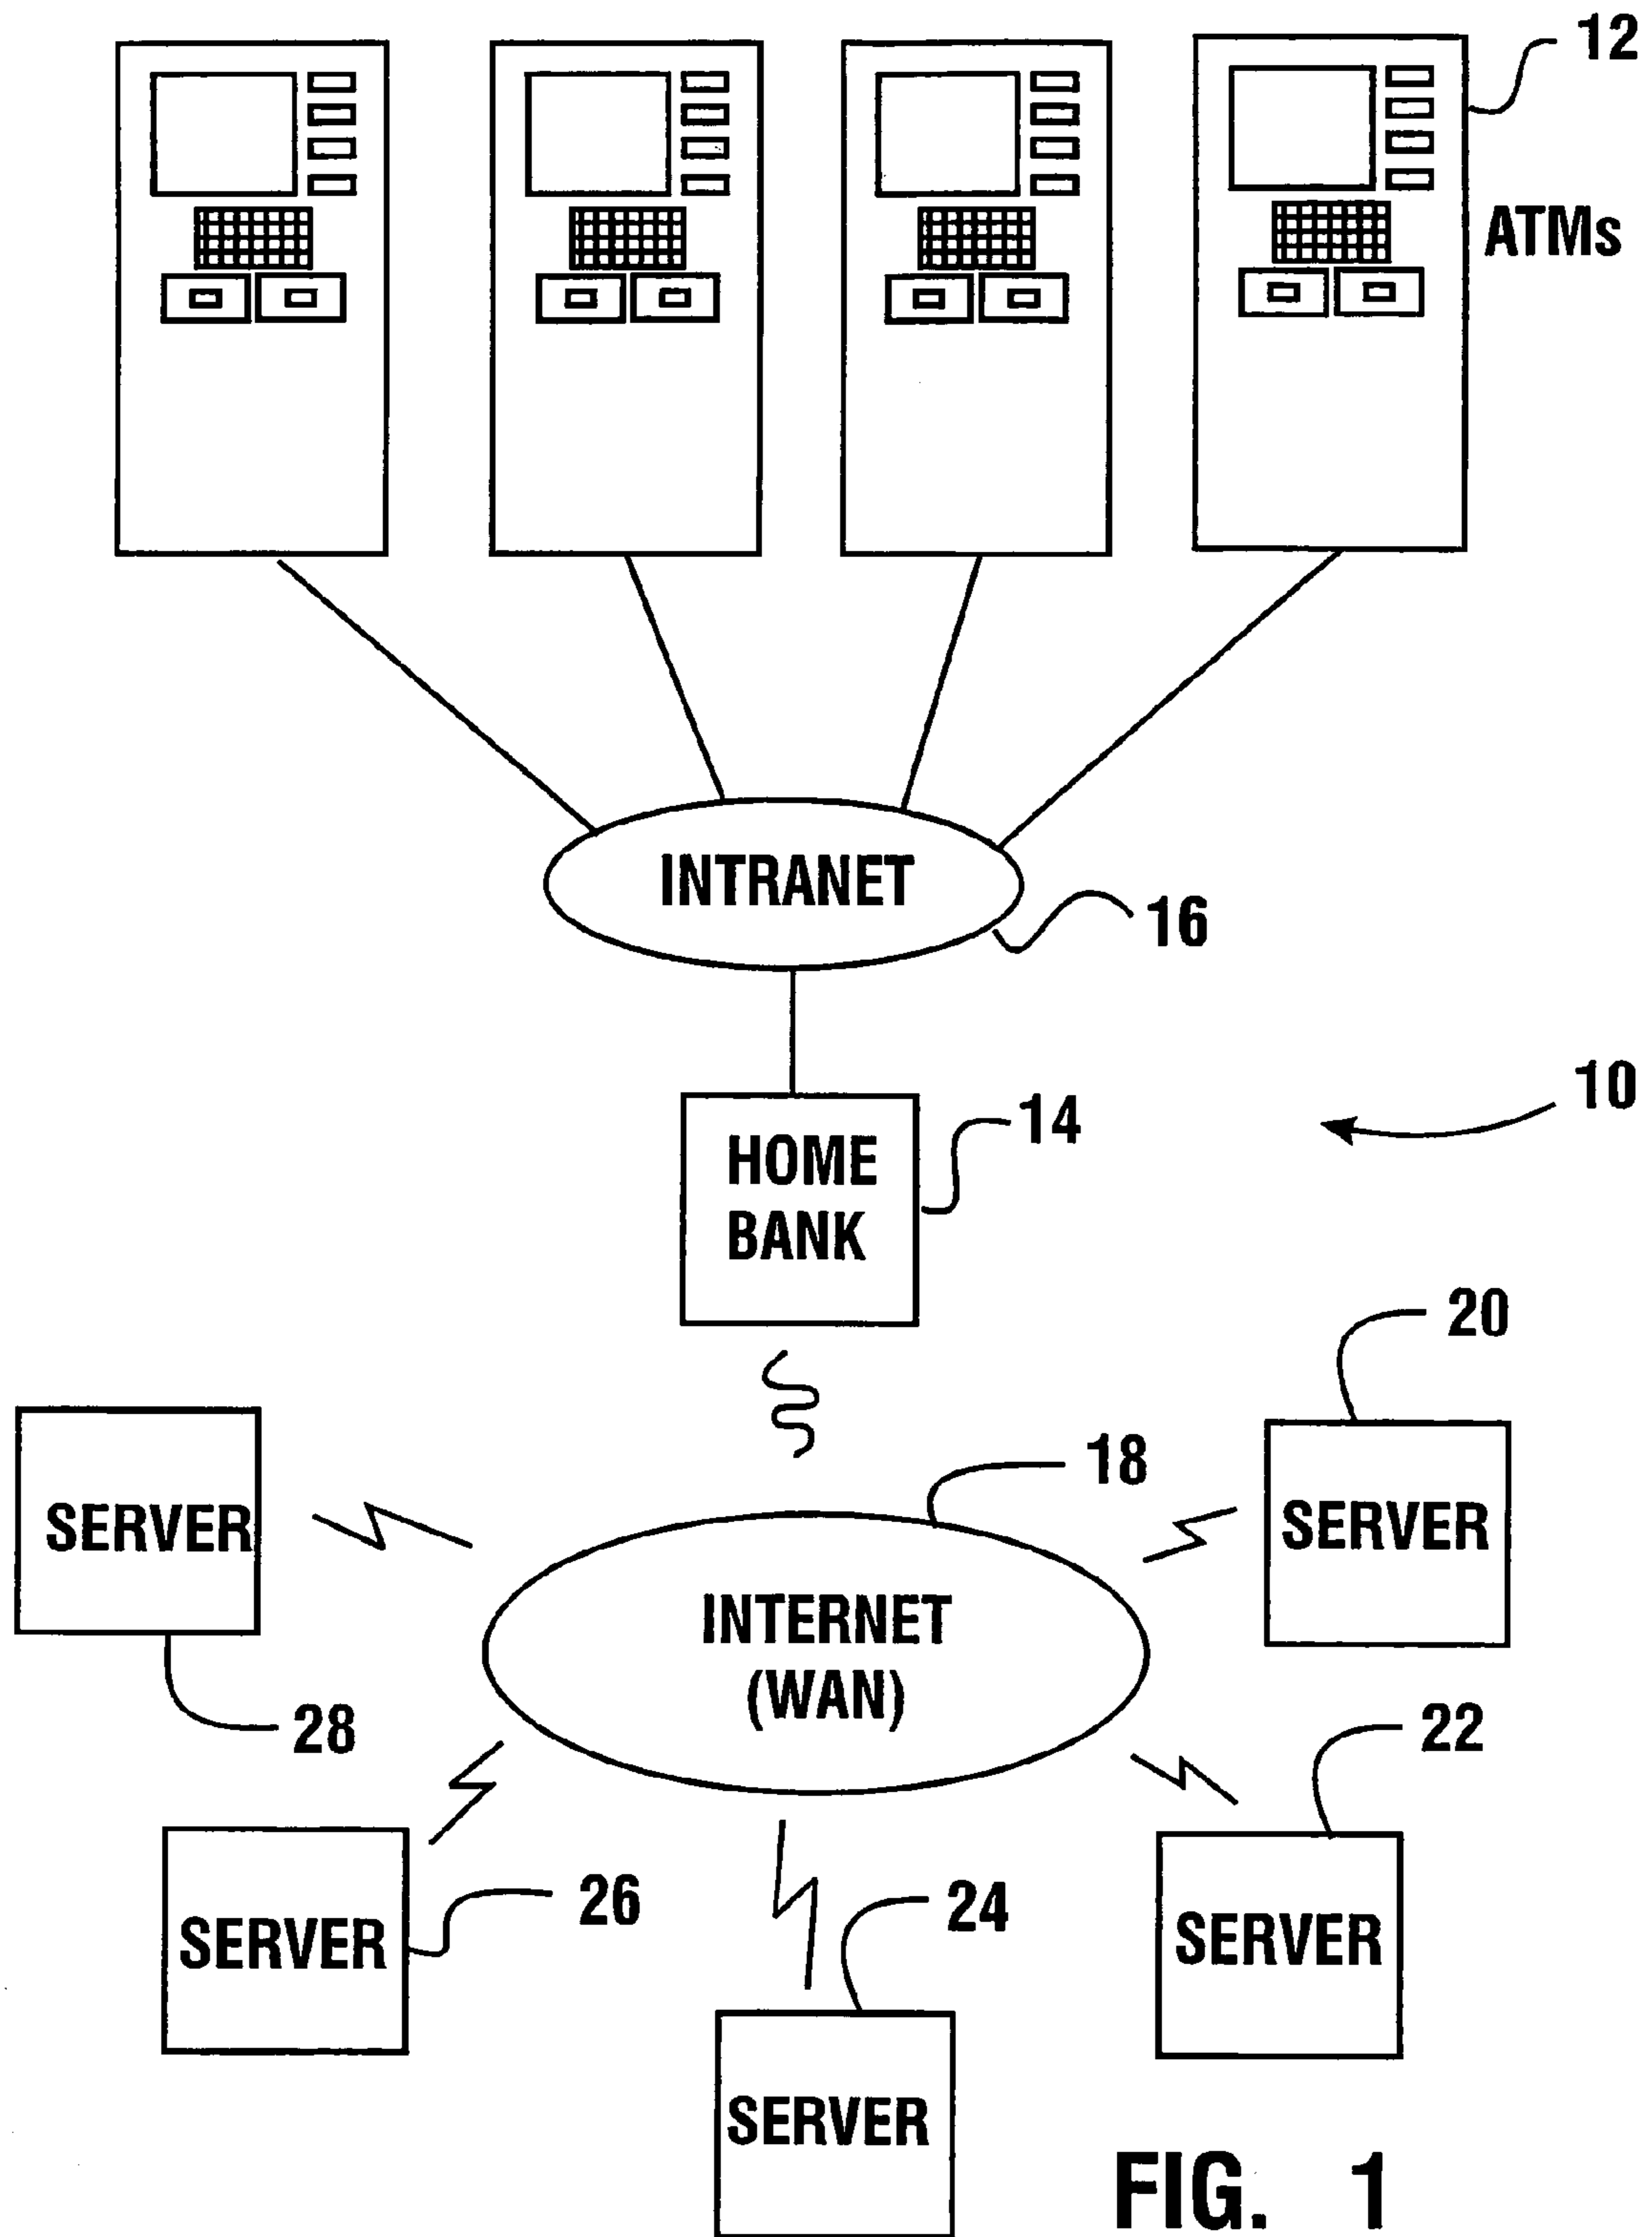 12
ATMs
INTRANET
16
10
14
HOME
BANK
20
18
SERVER
SERVER
INTERNET
(WAN)
28
22
26
24
SERVER
SERVER
SERVER
FIG. 1